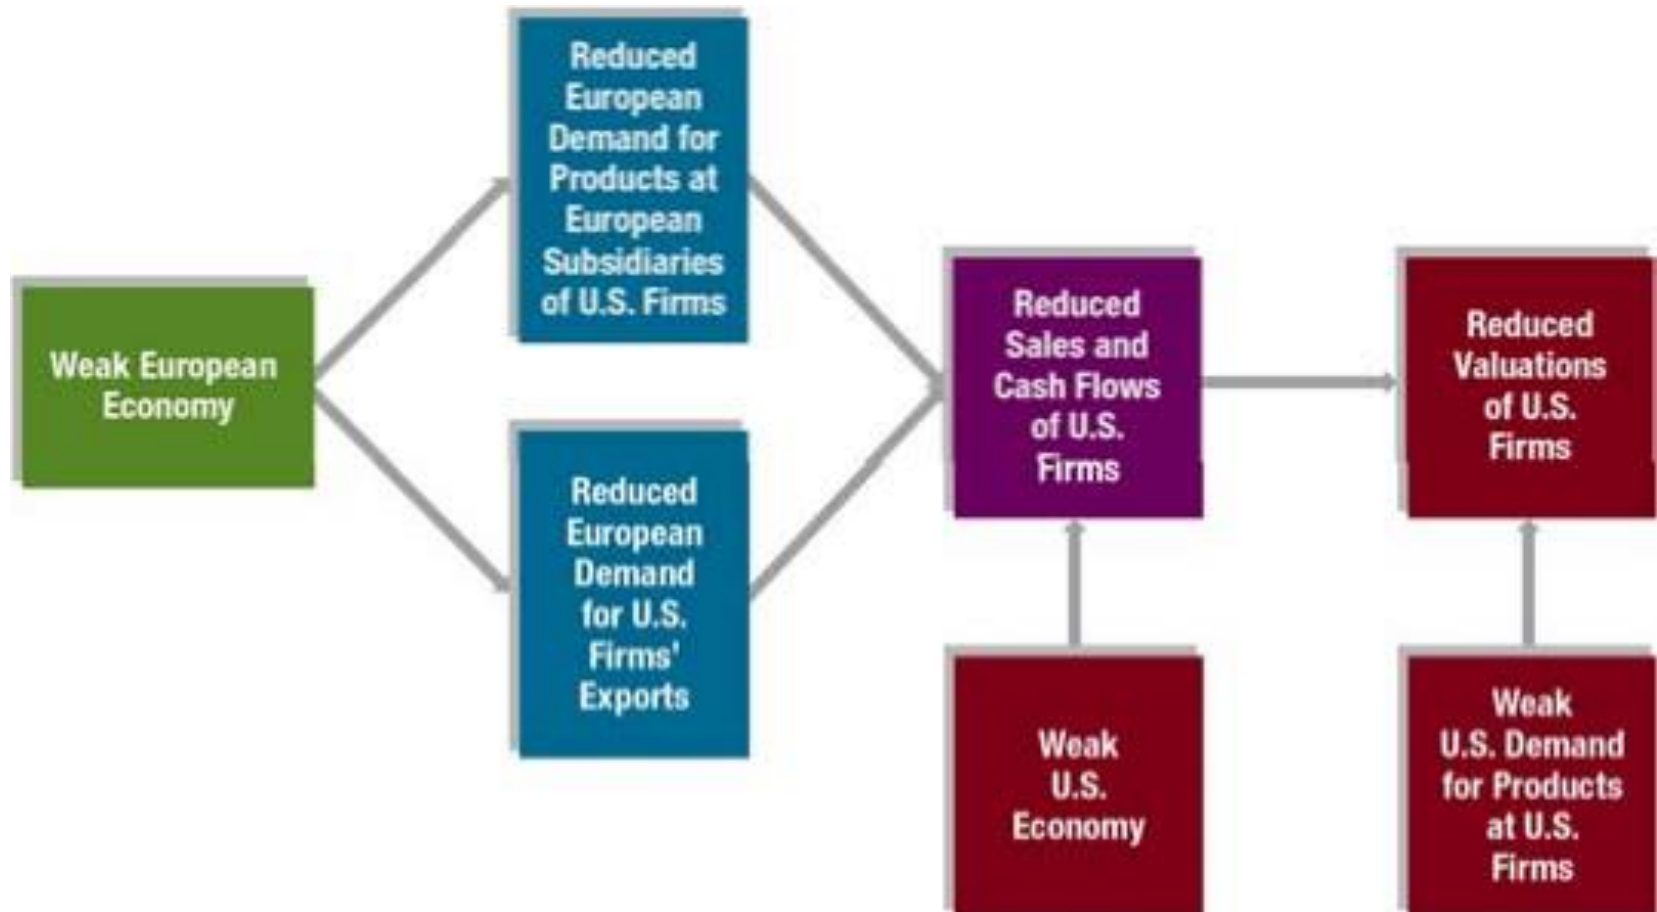 Weak European
Economy
Reduced
European
Demand for
Products at
European
Subsidiaries
of U.S. Firms
Reduced
European
Demand
for U.S.
Firms'
Exports
Reduced
Sales and
Cash Flows
of U.S.
Firms
Reduced
Valuations
of U.S.
Firms
Weak
U.S.
Economy
Weak
U.S. Demand
for Products
at U.S.
Firms